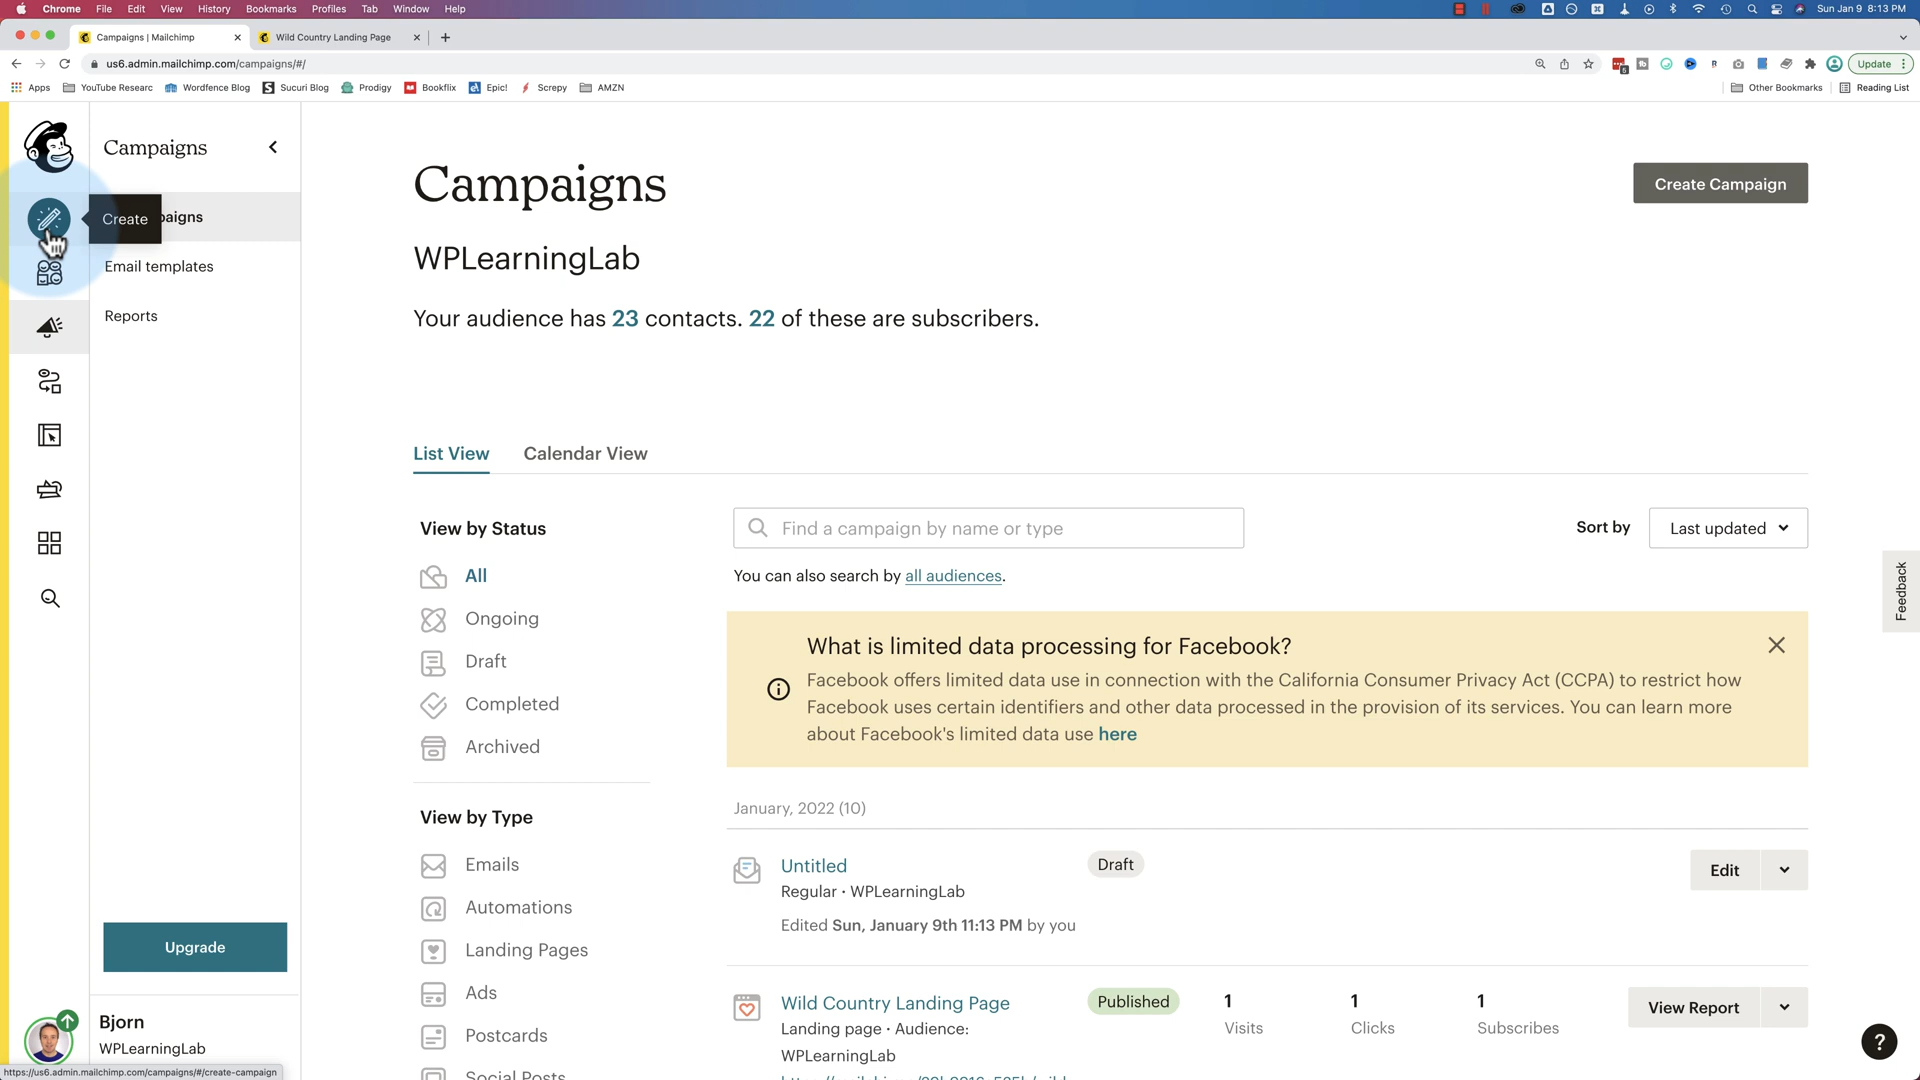 Chrome File Edit View History Bookmarks Profiles Tab Window Help
Sun Jan 9 8:13 PM
Campaigns | Mailchimp
Wild Country Landing Page
us6.admin.mailchimp.com/campaigns/#/
Update
Apps YouTube Researc Wordfence Blog Sucuri Blog Prodigy Bookflix Epic! Screpy AMZN
Other Bookmarks Reading List
Campaigns
Create
paigns
Email templates
Reports
Upgrade
Bjorn
WPLearningLab
https://us6.admin.mailchimp.com/campaigns/#/create-campaign
Campaigns
Create Campaign
WPLearningLab
Your audience has 23 contacts. 22 of these are subscribers.
List View Calendar View
View by Status
All
Ongoing
Draft
Completed
Archived
View by Type
Emails
Automations
Landing Pages
Ads
Postcards
Social Posts
Find a campaign by name or type
Sort by Last updated
You can also search by all audiences.
What is limited data processing for Facebook?
Facebook offers limited data use in connection with the California Consumer Privacy Act (CCPA) to restrict how
Facebook uses certain identifiers and other data processed in the provision of its services. You can learn more
about Facebook's limited data use here
January, 2022 (10)
Untitled
Draft
Edit
Regular · WPLearningLab
Edited Sun, January 9th 11:13 PM by you
Wild Country Landing Page
Published
1 1 1
Visits Clicks Subscribes
View Report
Landing page · Audience:
WPLearningLab
Feedback
?